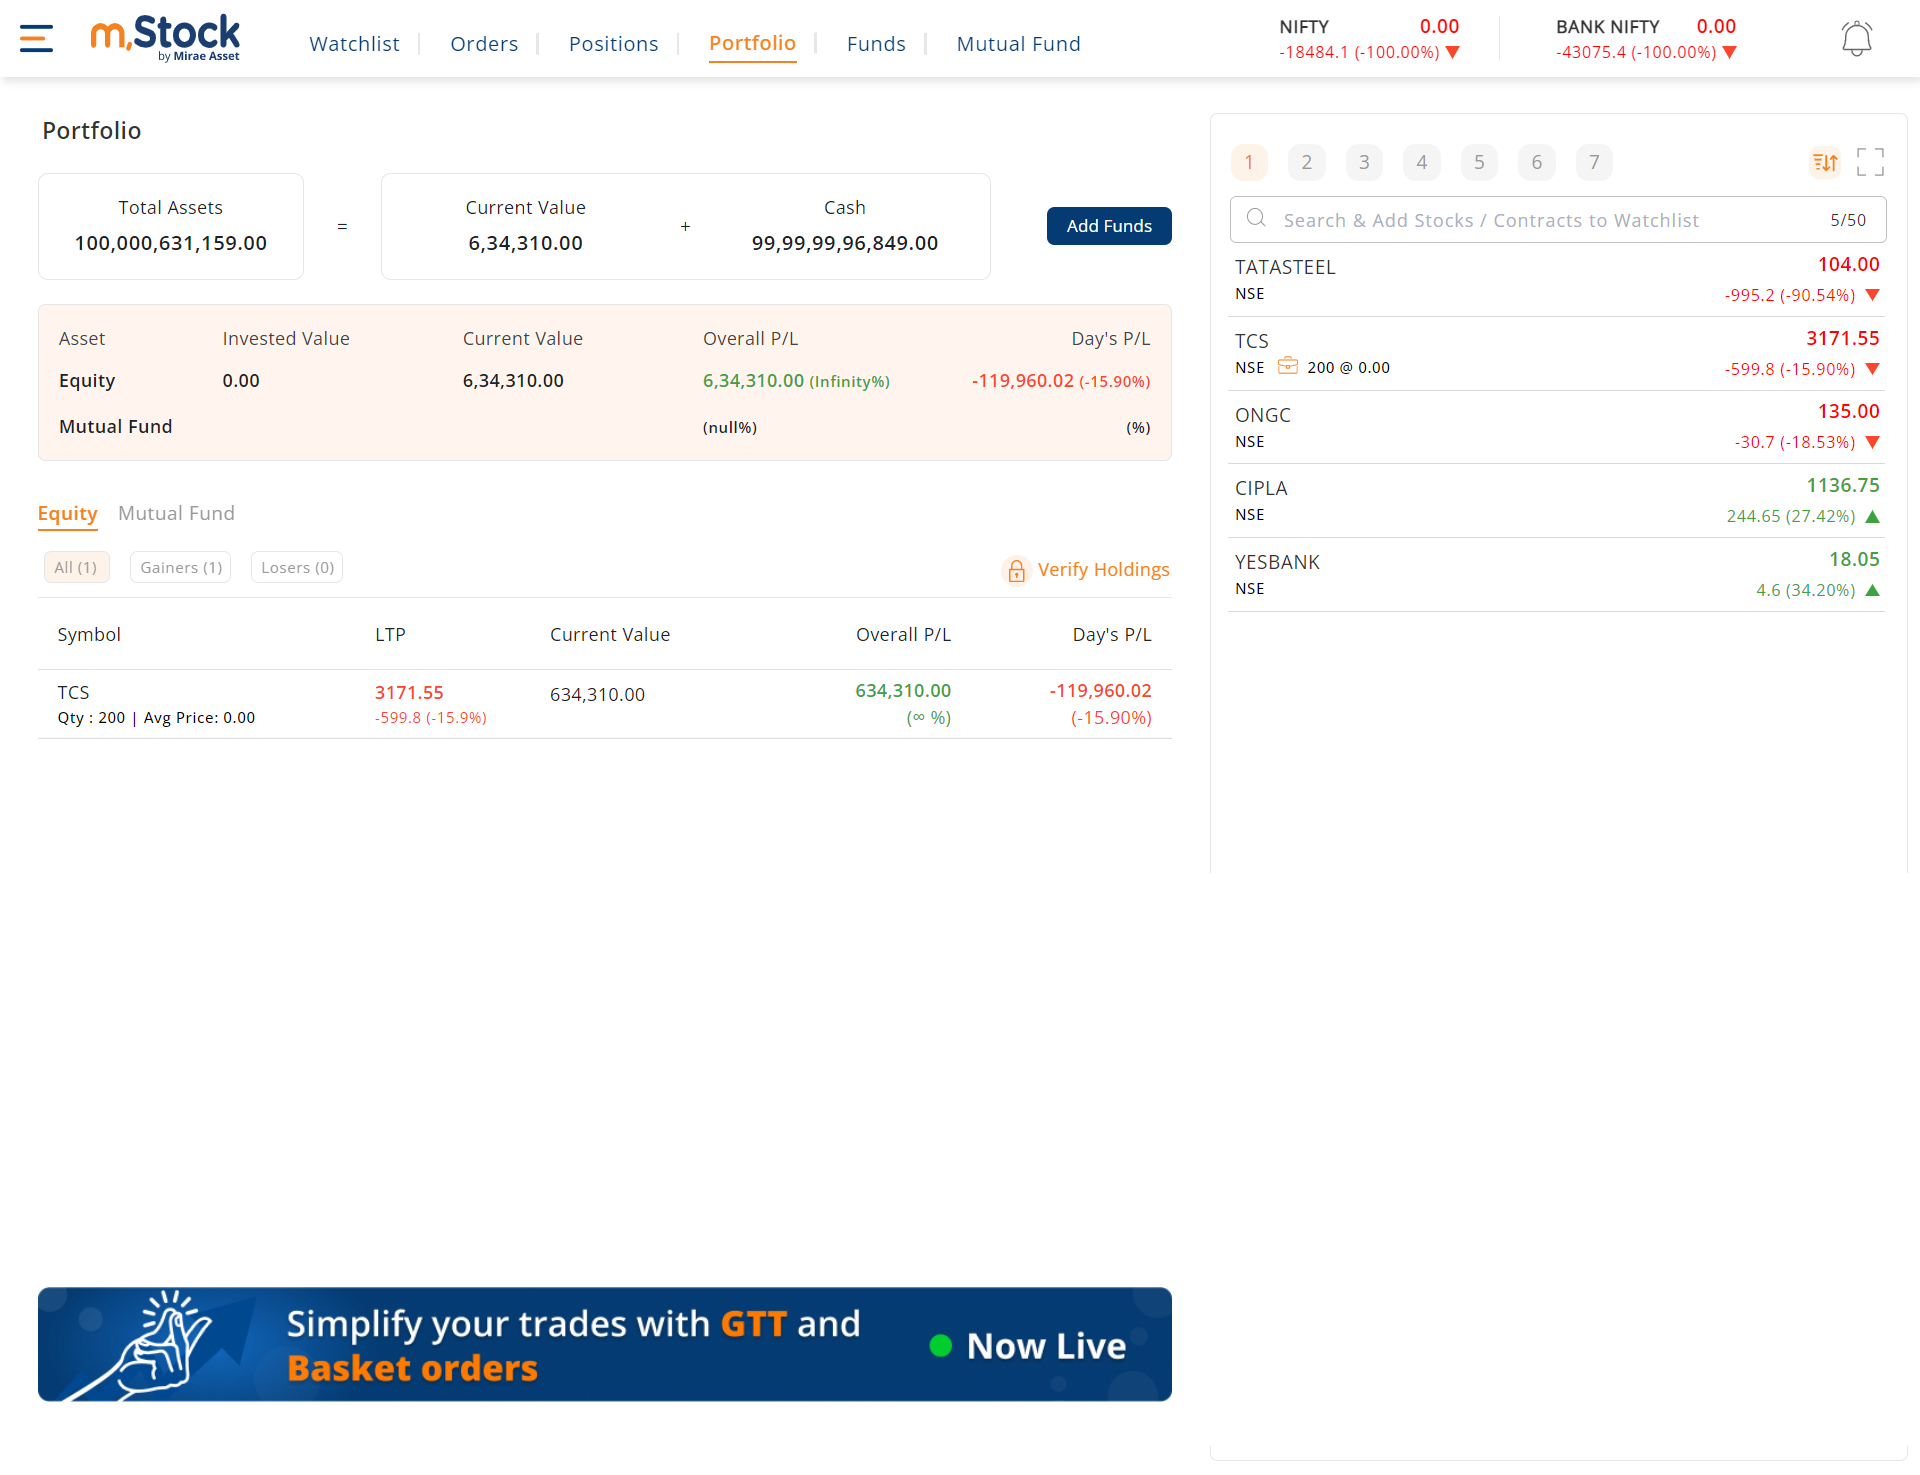 m.Stock
by Mirae Asset
Watchlist
Orders
Positions
Portfolio
Funds
Mutual Fund
NIFTY 0.00
-18484.1 (-100.00%)
BANK NIFTY 0.00
-43075.4 (-100.00%)
Portfolio
Total Assets
100,000,631,159.00
=
Current Value
6,34,310.00
+
Cash
99,99,99,96,849.00
Add Funds
Asset Invested Value Current Value Overall P/L Day's P/L
Equity 0.00 6,34,310.00 6,34,310.00 (Infinity%) -119,960.02 (-15.90%)
Mutual Fund (null%) (%)
Equity Mutual Fund
All (1) Gainers (1) Losers (0) Verify Holdings
Symbol LTP Current Value Overall P/L Day's P/L
TCS 3171.55 634,310.00 634,310.00 -119,960.02
Qty : 200 | Avg Price: 0.00 -599.8 (-15.9%) (∞ %) (-15.90%)
1 2 3 4 5 6 7
Search & Add Stocks / Contracts to Watchlist 5/50
TATASTEEL 104.00
NSE -995.2 (-90.54%)
TCS 3171.55
NSE 200 @ 0.00 -599.8 (-15.90%)
ONGC 135.00
NSE -30.7 (-18.53%)
CIPLA 1136.75
NSE 244.65 (27.42%)
YESBANK 18.05
NSE 4.6 (34.20%)
Simplify your trades with GTT and
Basket orders
Now Live